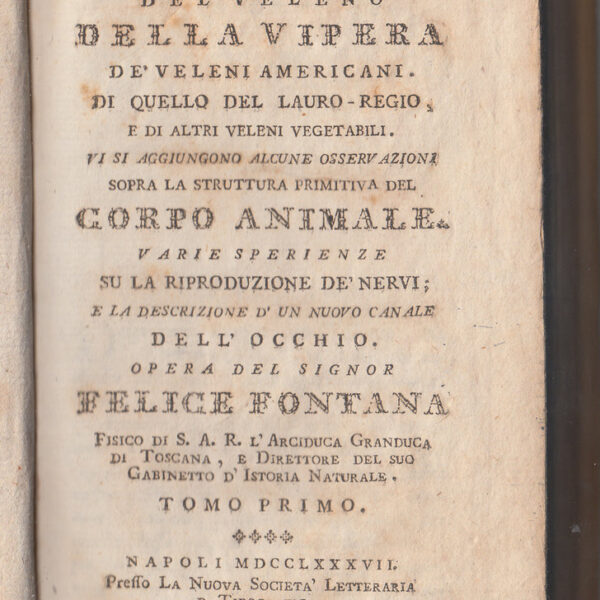 DEL VELENO
DELLA VIPERA
DE' VELENI AMERICANI.
DI QUELLO DEL LAURO-REGIO,
E DI ALTRI VELENI VEGETABILI.
VI SI AGGIUNGONO ALCUNE OSSERVAZIONI
SOPRA LA STRUTTURA PRIMITIVA DEL
CORPO ANIMALE.
VARIE SPERIENZE
SU LA RIPRODUZIONE DE' NERVI;
E LA DESCRIZIONE D' UN NUOVO CANALE
DELL' OCCHIO.
OPERA DEL SIGNOR
FELICE FONTANA
FISICO DI S. A. R. L' ARCIDUCA GRANDUCA
DI TOSCANA, E DIRETTORE DEL SUO
GABINETTO D' ISTORIA NATURALE.
TOMO PRIMO.
NAPOLI MDCCLXXXVII.
Presso LA NUOVA SOCIETA' LETTERARIA